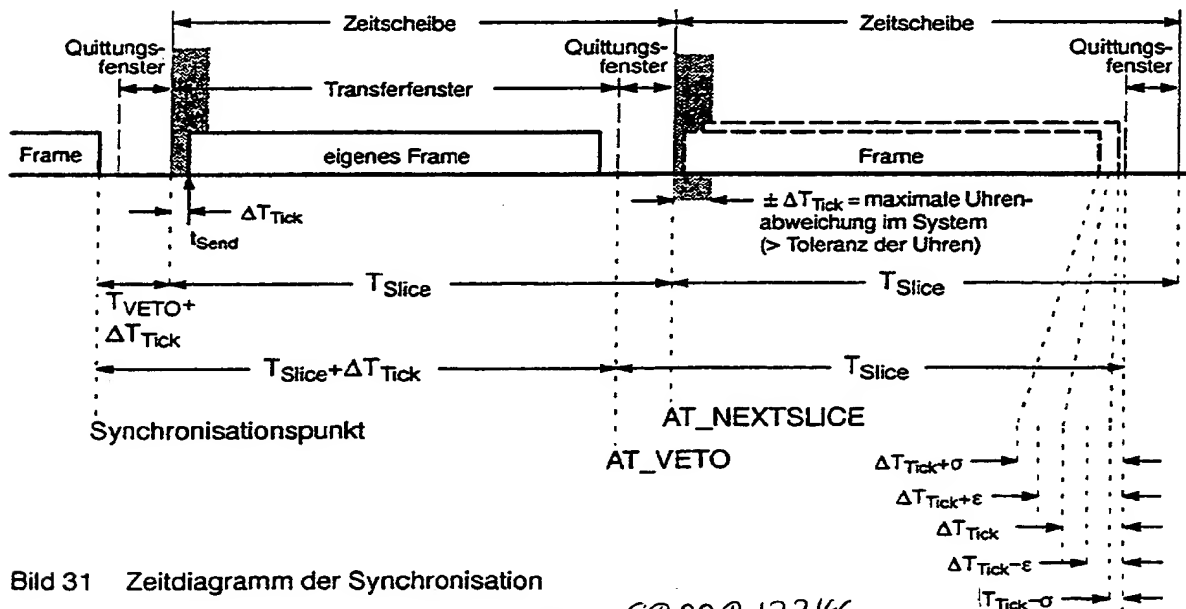 Zeitscheibe
Zeitscheibe
Quittungs-
fenster
Quittungs-
fenster
Quittungs-
fenster
Transferfenster
Frame
eigenes Frame
Frame
ΔT_Tick
t_Send
± ΔT_Tick = maximale Uhren-
abweichung im System
(> Toleranz der Uhren)
T_VETO+
ΔT_Tick
T_Slice
T_Slice
T_Slice+ΔT_Tick
T_Slice
Synchronisationspunkt
AT_NEXTSLICE
AT_VETO
ΔT_Tick+σ
ΔT_Tick+ε
ΔT_Tick
ΔT_Tick-ε
T_Tick-σ
Bild 31 Zeitdiagramm der Synchronisation